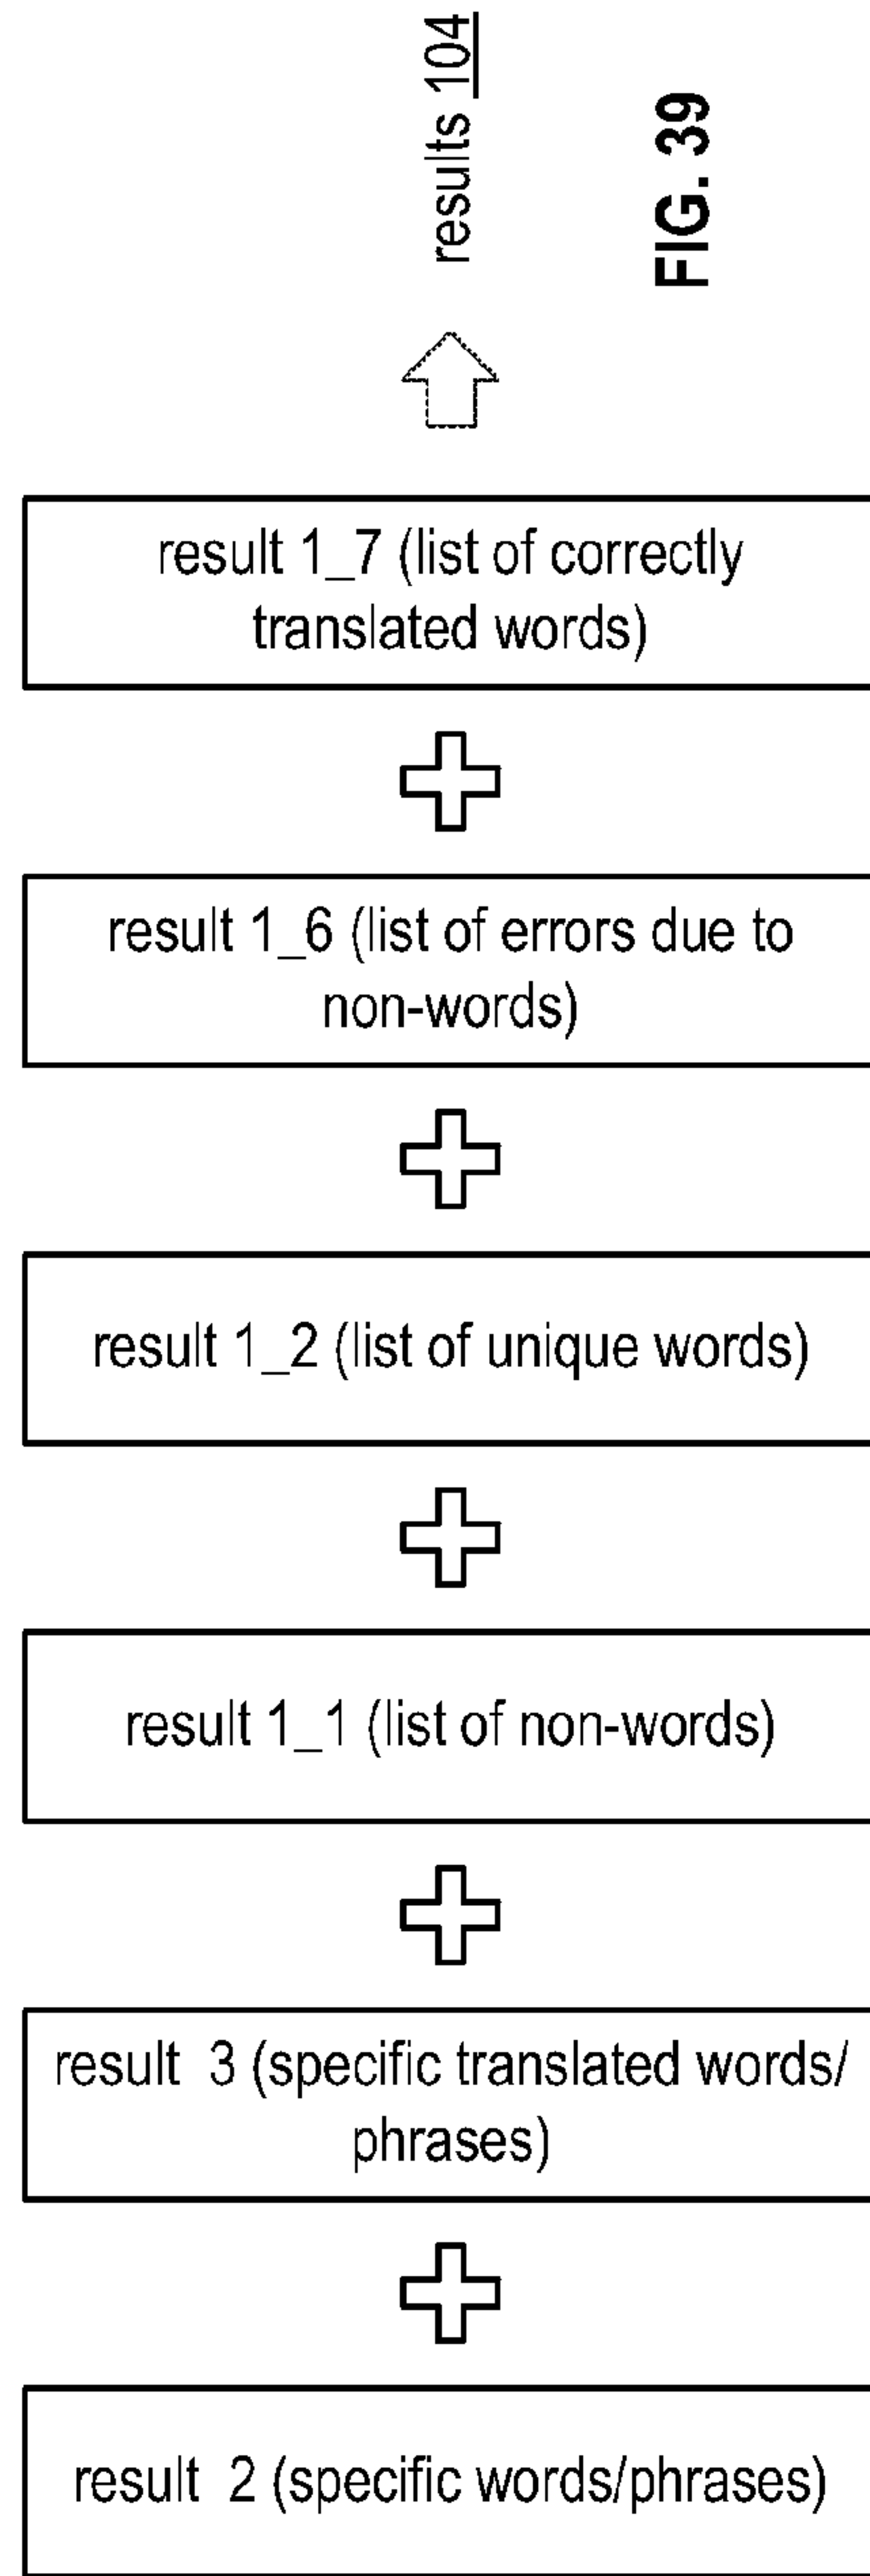 results 104
FIG. 39
result 1_7 (list of correctly
translated words)
result 1_6 (list of errors due to
non-words)
result 1_2 (list of unique words)
result 1_1 (list of non-words)
result 3 (specific translated words/
phrases)
result 2 (specific words/phrases)